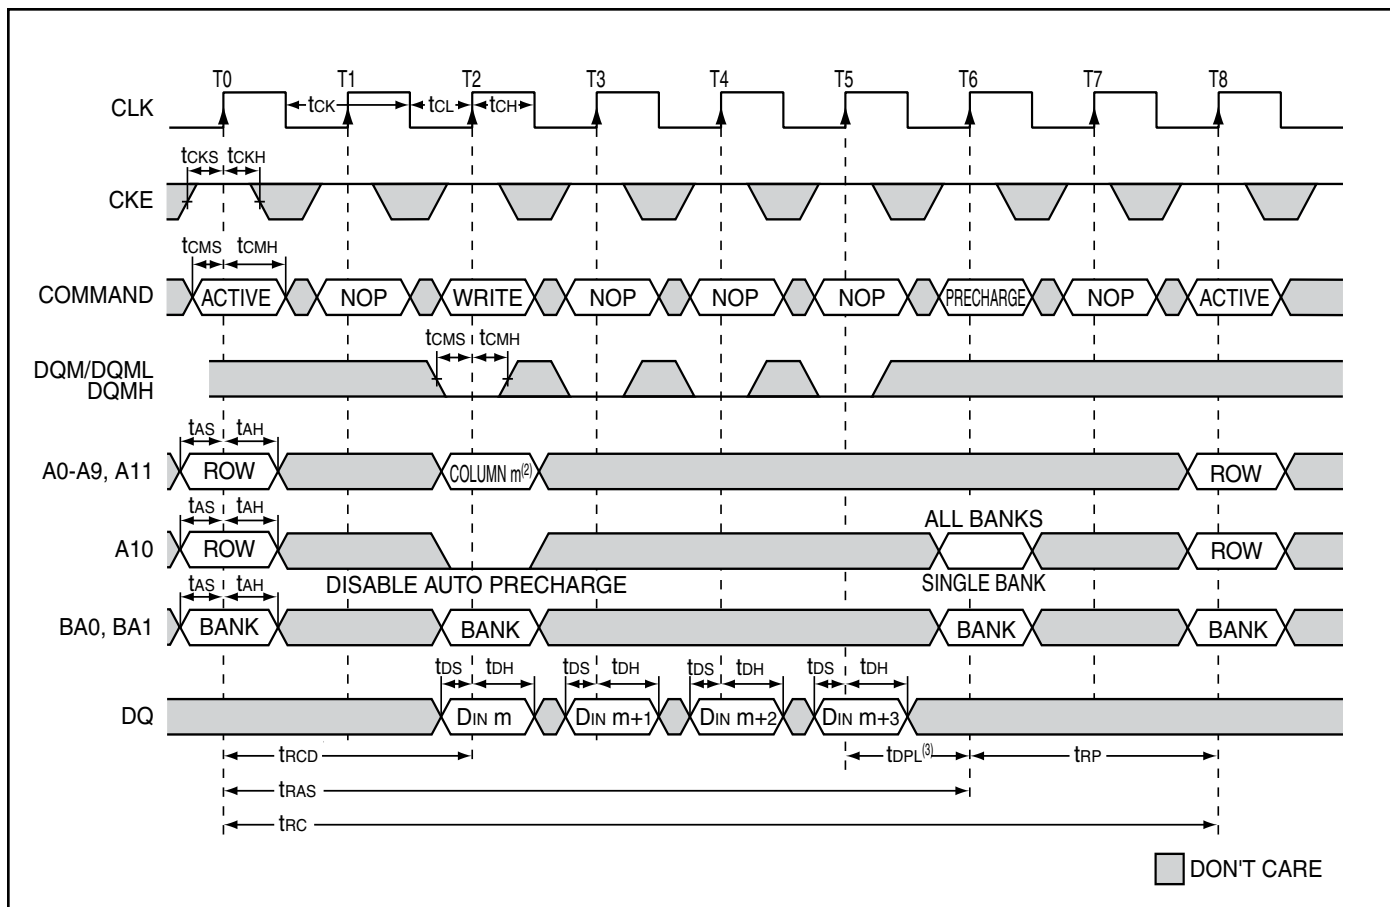 T0 T1 T2 T3 T4 T5 T6 T7 T8
CLK tCK tCL tCH
tCKS tCKH
CKE
tCMS tCMH
COMMAND ACTIVE NOP WRITE NOP NOP NOP PRECHARGE NOP ACTIVE
tCMS tCMH
DQM/DQML
DQMH
tAS tAH
A0-A9, A11 ROW COLUMN m(2) ROW
tAS tAH ALL BANKS
A10 ROW ROW
DISABLE AUTO PRECHARGE SINGLE BANK
tAS tAH
BA0, BA1 BANK BANK BANK BANK
tDS tDH tDS tDH tDS tDH tDS tDH
DQ DIN m DIN m+1 DIN m+2 DIN m+3
tRCD tDPL(3) tRP
tRAS
tRC
DON'T CARE